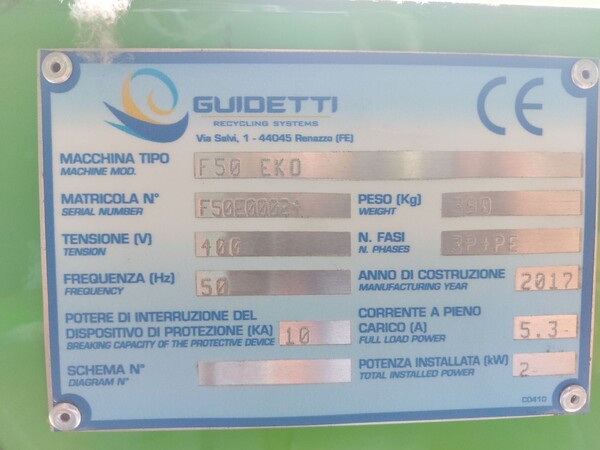 GUIDETTI
RECYCLING SYSTEMS
Via Salvi, 1 - 44045 Renazzo (FE)
CE
MACCHINA TIPO F50 EKO
MACHINE MOD.
MATRICOLA N°
SERIAL NUMBER
PESO (Kg)
WEIGHT
TENSIONE (V) 400
TENSION
N. FASI 3P+PE
N. PHASES
FREQUENZA (Hz) 50
FREQUENCY
ANNO DI COSTRUZIONE 2017
MANUFACTURING YEAR
POTERE DI INTERRUZIONE DEL
DISPOSITIVO DI PROTEZIONE (KA) 10
BREAKING CAPACITY OF THE PROTECTIVE DEVICE
CORRENTE A PIENO
CARICO (A) 5.3
FULL LOAD POWER
SCHEMA N°
DIAGRAM N°
POTENZA INSTALLATA (kW) 2
TOTAL INSTALLED POWER
C0410